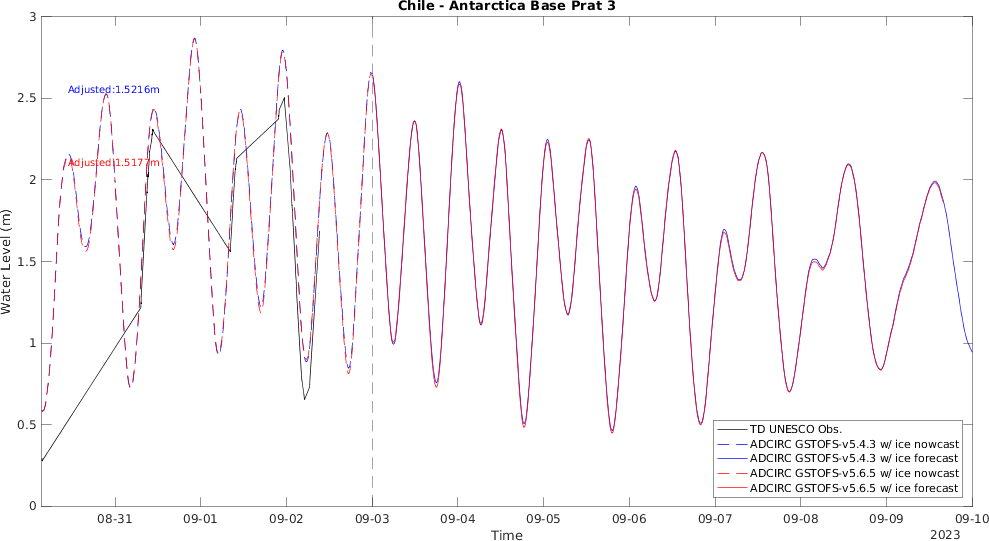 Chile - Antarctica Base Prat 3
Water Level (m)
3
2.5
2
1.5
1
0.5
0
Adjusted:1.5216m
Adjusted:1.5177m
TD UNESCO Obs.
ADCIRC GSTOFS-v5.4.3 w/ ice nowcast
ADCIRC GSTOFS-v5.4.3 w/ ice forecast
ADCIRC GSTOFS-v5.6.5 w/ ice nowcast
ADCIRC GSTOFS-v5.6.5 w/ ice forecast
08-31 09-01 09-02 09-03 09-04 09-05 09-06 09-07 09-08 09-09 09-10
Time
2023